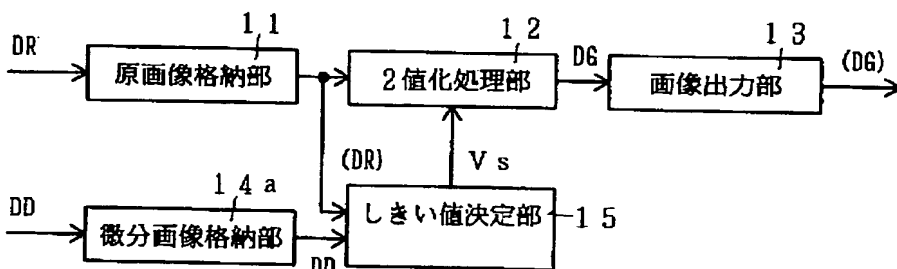 11
12
13
DR
原画像格納部
2値化処理部
DG
画像出力部
(DG)
(DR)
Vs
14a
DD
微分画像格納部
DD
しきい値決定部
15